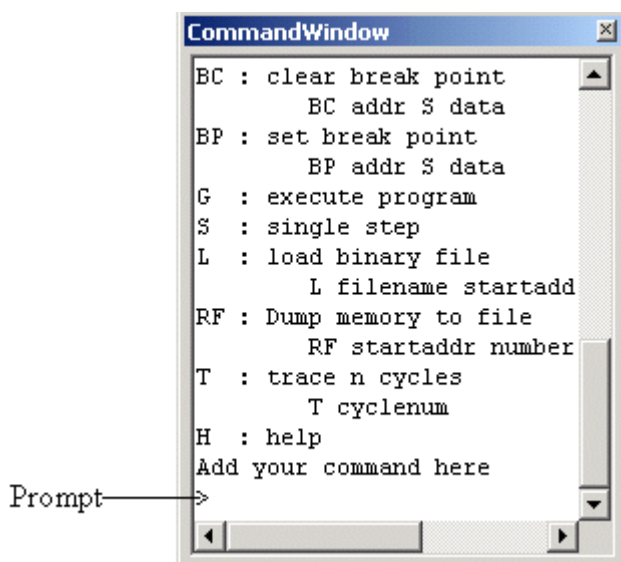 CommandWindow
BC : clear break point
BC addr S data
BP : set break point
BP addr S data
G : execute program
S : single step
L : load binary file
L filename startadd
RF : Dump memory to file
RF startaddr number
T : trace n cycles
T cyclenum
H : help
Add your command here
Prompt
>